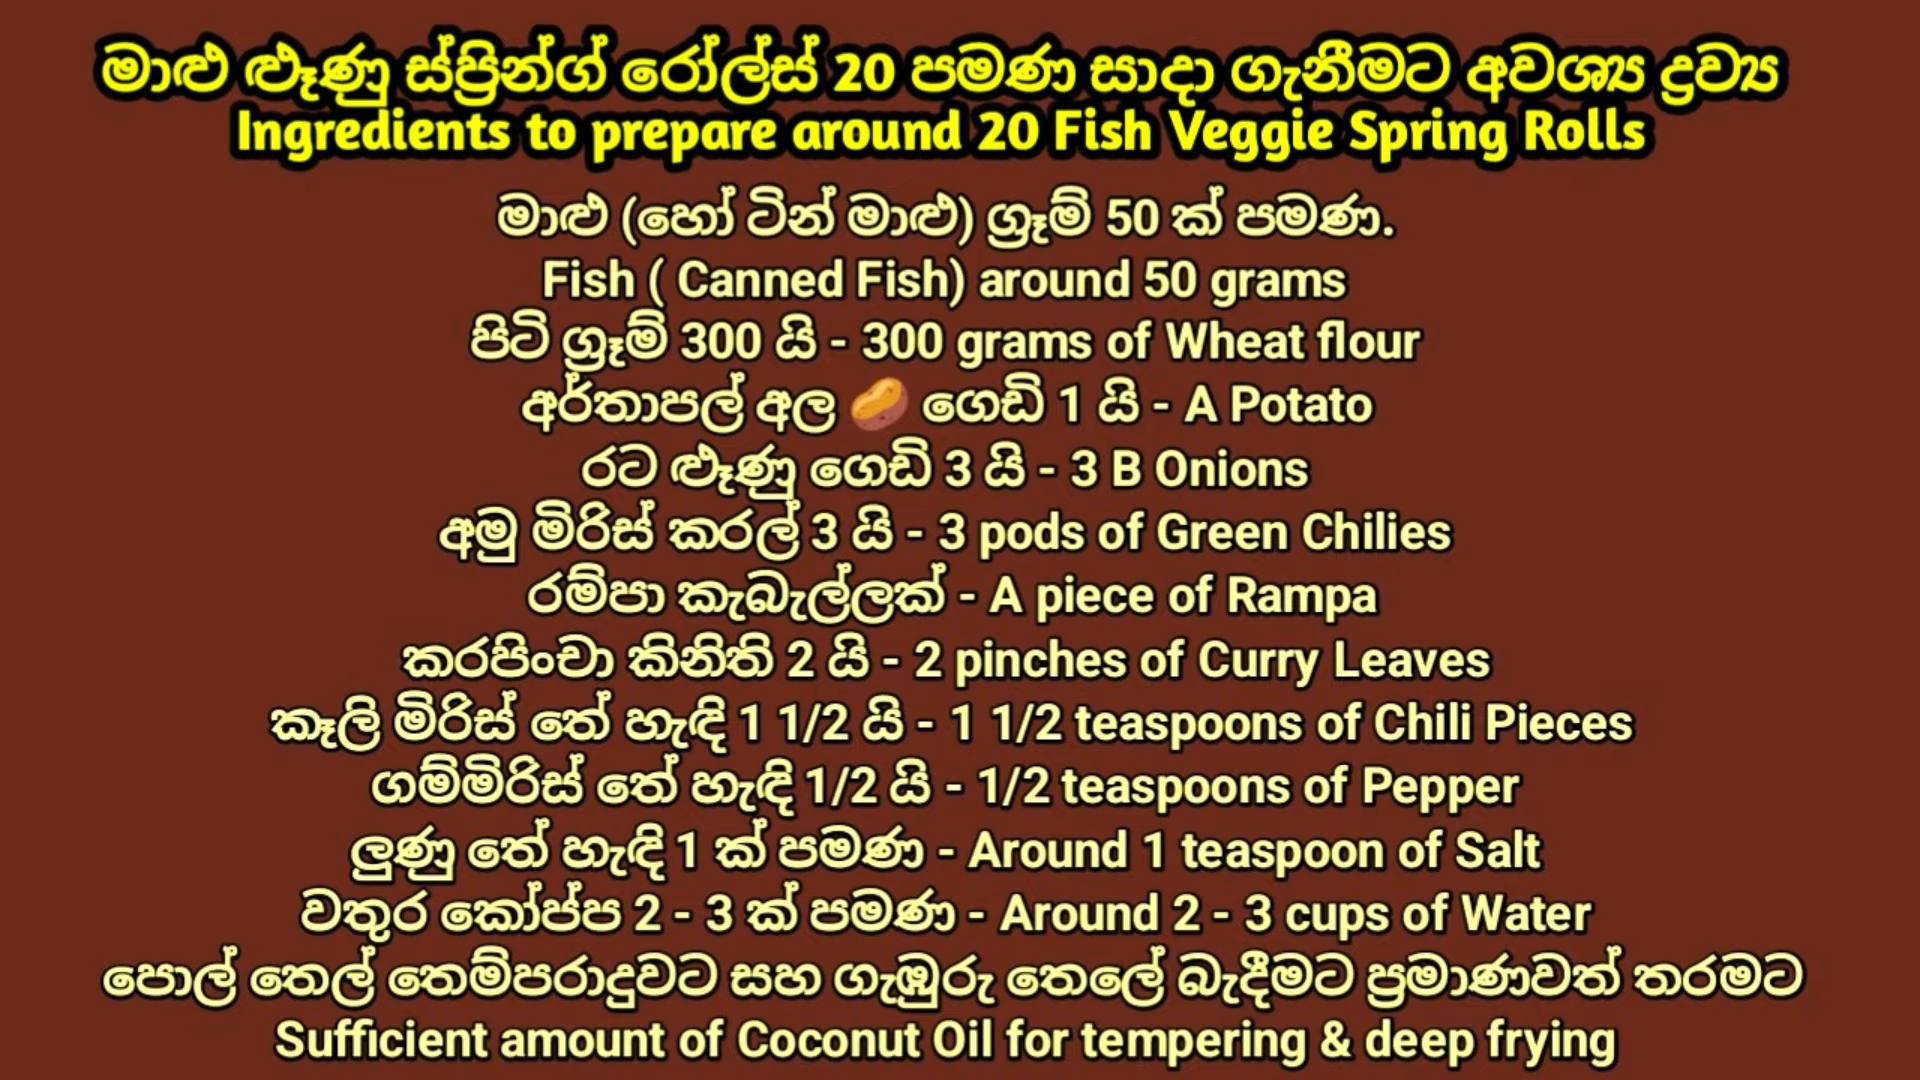 මාළු ළූණු ස්ප්‍රින්ග් රෝල්ස් 20 පමණ සාදා ගැනීමට අවශ්‍ය ද්‍රව්‍ය
Ingredients to prepare around 20 Fish Veggie Spring Rolls
මාළු (හෝ ටින් මාළු) ග්‍රෑම් 50 ක් පමණ.
Fish ( Canned Fish) around 50 grams
පිටි ග්‍රෑම් 300 යි - 300 grams of Wheat flour
අර්තාපල් අල 🥔 ගෙඩි 1 යි - A Potato
රට ළූණු ගෙඩි 3 යි - 3 B Onions
අමු මිරිස් කරල් 3 යි - 3 pods of Green Chilies
රම්පා කැබැල්ලක් - A piece of Rampa
කරපිංචා කිනිති 2 යි - 2 pinches of Curry Leaves
කෑලි මිරිස් තේ හැඳි 1 1/2 යි - 1 1/2 teaspoons of Chili Pieces
ගම්මිරිස් තේ හැඳි 1/2 යි - 1/2 teaspoons of Pepper
ලුණු තේ හැඳි 1 ක් පමණ - Around 1 teaspoon of Salt
වතුර කෝප්ප 2 - 3 ක් පමණ - Around 2 - 3 cups of Water
පොල් තෙල් තෙම්පරාදුවට සහ ගැඹුරු තෙලේ බැදීමට ප්‍රමාණවත් තරමට
Sufficient amount of Coconut Oil for tempering & deep frying